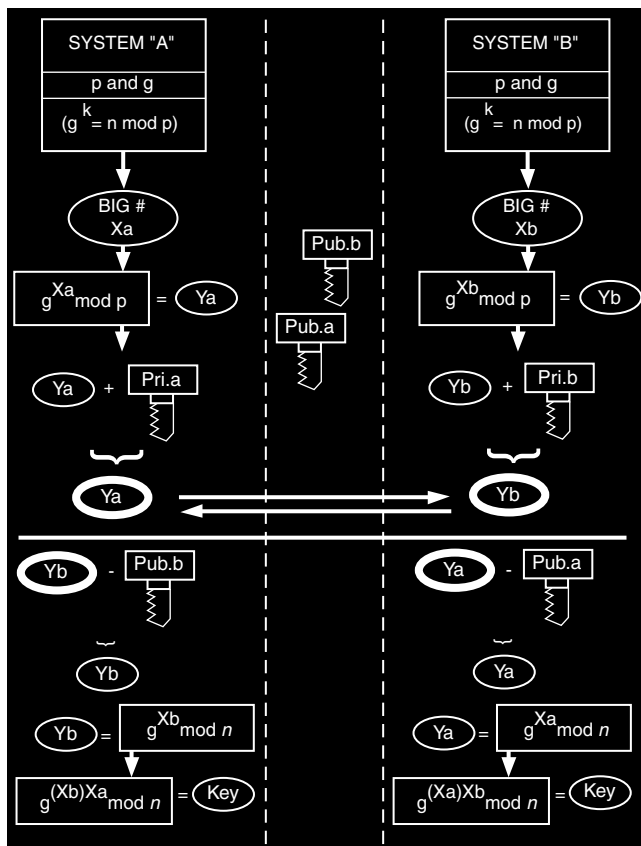 SYSTEM "A"
p and g
k
(g = n mod p)
BIG #
Xa
g^Xa mod p = Ya
Ya + Pri.a
Ya
Yb - Pub.b
Yb
Yb = g^Xb mod n
g^(Xb)Xa mod n = Key
Pub.b
Pub.a
SYSTEM "B"
p and g
k
(g = n mod p)
BIG #
Xb
g^Xb mod p = Yb
Yb + Pri.b
Yb
Ya - Pub.a
Ya
Ya = g^Xa mod n
g^(Xa)Xb mod n = Key